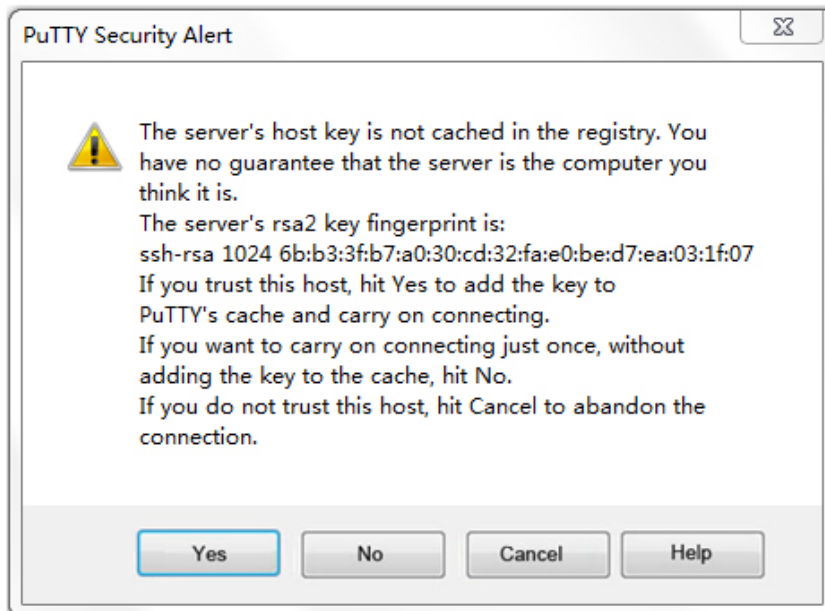 PuTTY Security Alert
The server's host key is not cached in the registry. You
have no guarantee that the server is the computer you
think it is.
The server's rsa2 key fingerprint is:
ssh-rsa 1024 6b:b3:3f:b7:a0:30:cd:32:fa:e0:be:d7:ea:03:1f:07
If you trust this host, hit Yes to add the key to
PuTTY's cache and carry on connecting.
If you want to carry on connecting just once, without
adding the key to the cache, hit No.
If you do not trust this host, hit Cancel to abandon the
connection.
Yes No Cancel Help